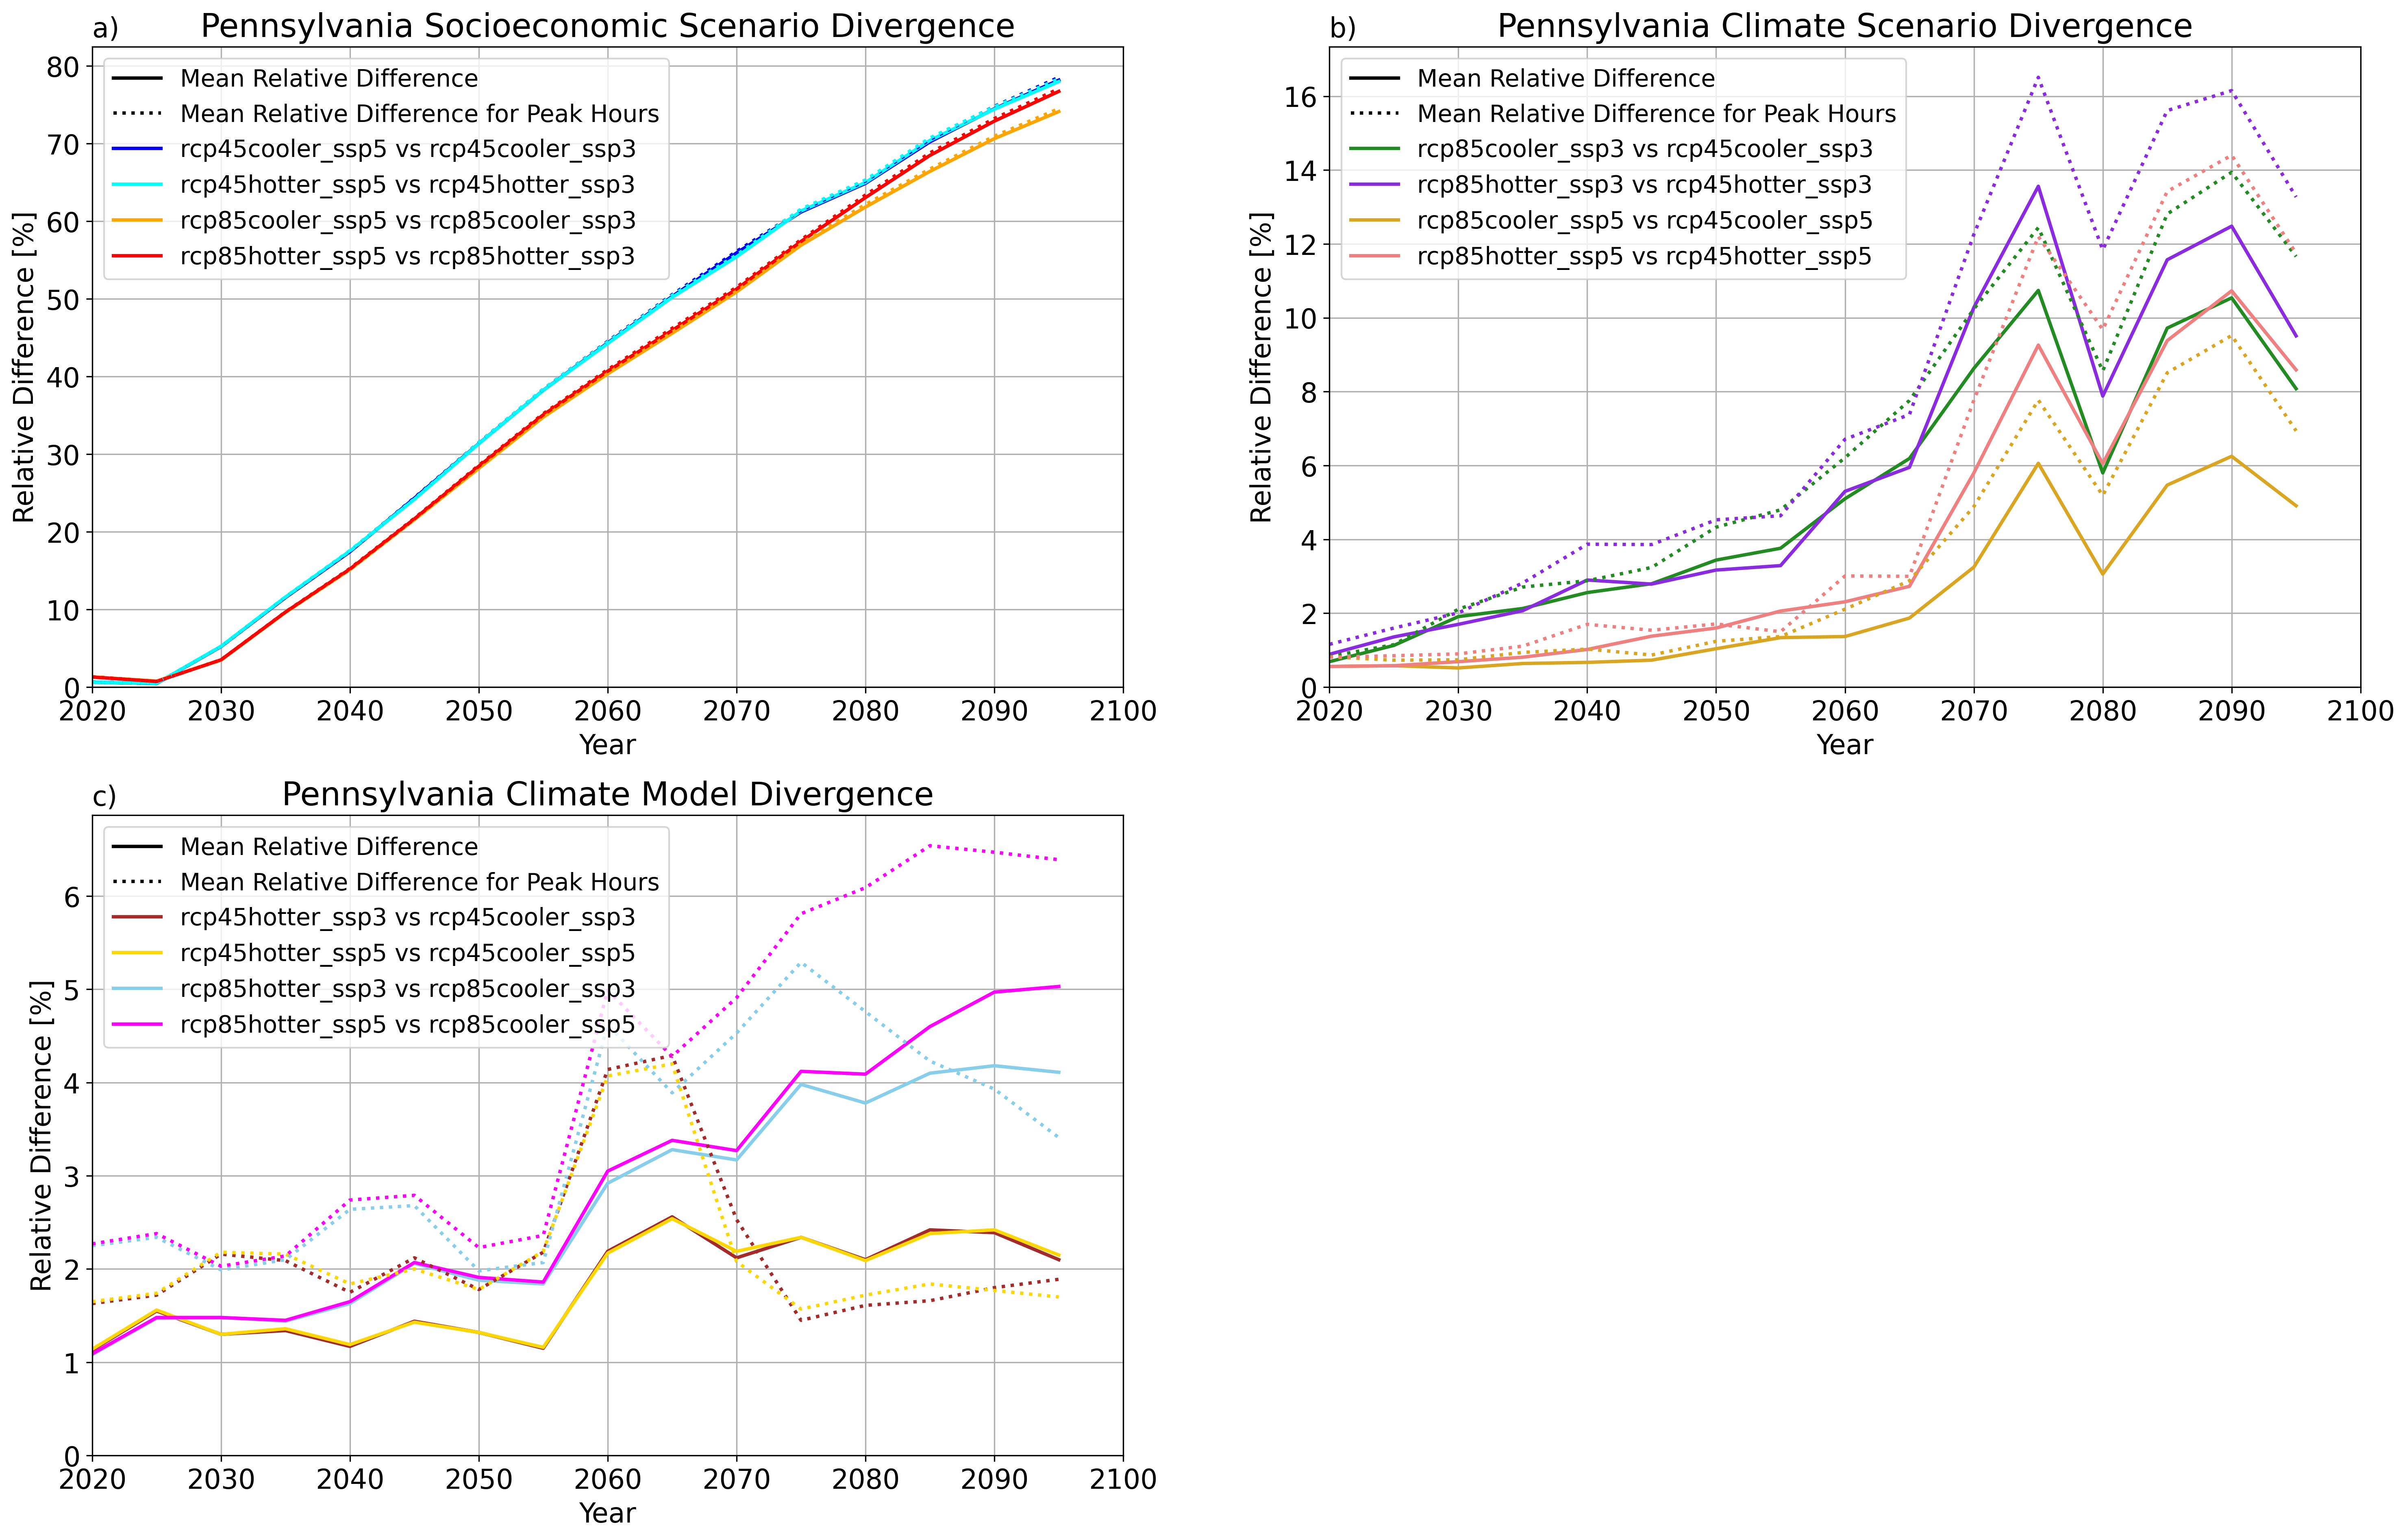 a)
Pennsylvania Socioeconomic Scenario Divergence
Relative Difference [%]
80
70
60
50
40
30
20
10
0
Mean Relative Difference
Mean Relative Difference for Peak Hours
rcp45cooler_ssp5 vs rcp45cooler_ssp3
rcp45hotter_ssp5 vs rcp45hotter_ssp3
rcp85cooler_ssp5 vs rcp85cooler_ssp3
rcp85hotter_ssp5 vs rcp85hotter_ssp3
2020 2030 2040 2050 2060 2070 2080 2090 2100
Year
b)
Pennsylvania Climate Scenario Divergence
Relative Difference [%]
16
14
12
10
8
6
4
2
0
Mean Relative Difference
Mean Relative Difference for Peak Hours
rcp85cooler_ssp3 vs rcp45cooler_ssp3
rcp85hotter_ssp3 vs rcp45hotter_ssp3
rcp85cooler_ssp5 vs rcp45cooler_ssp5
rcp85hotter_ssp5 vs rcp45hotter_ssp5
2020 2030 2040 2050 2060 2070 2080 2090 2100
Year
c)
Pennsylvania Climate Model Divergence
Relative Difference [%]
6
5
4
3
2
1
0
Mean Relative Difference
Mean Relative Difference for Peak Hours
rcp45hotter_ssp3 vs rcp45cooler_ssp3
rcp45hotter_ssp5 vs rcp45cooler_ssp5
rcp85hotter_ssp3 vs rcp85cooler_ssp3
rcp85hotter_ssp5 vs rcp85cooler_ssp5
2020 2030 2040 2050 2060 2070 2080 2090 2100
Year